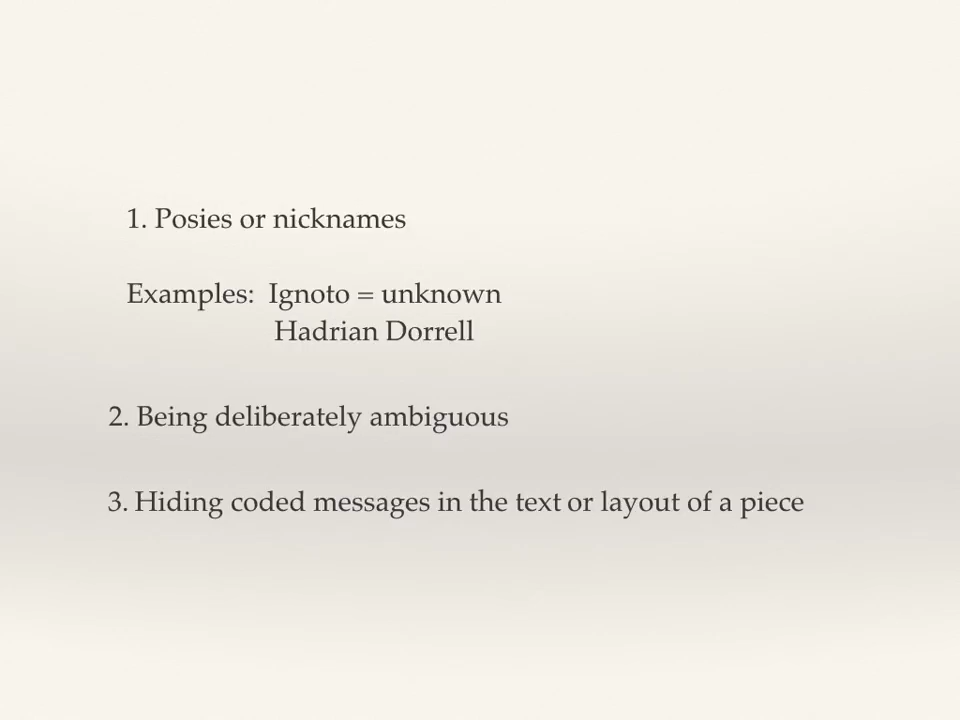 1. Posies or nicknames
Examples: Ignoto = unknown
Hadrian Dorrell
2. Being deliberately ambiguous
3. Hiding coded messages in the text or layout of a piece